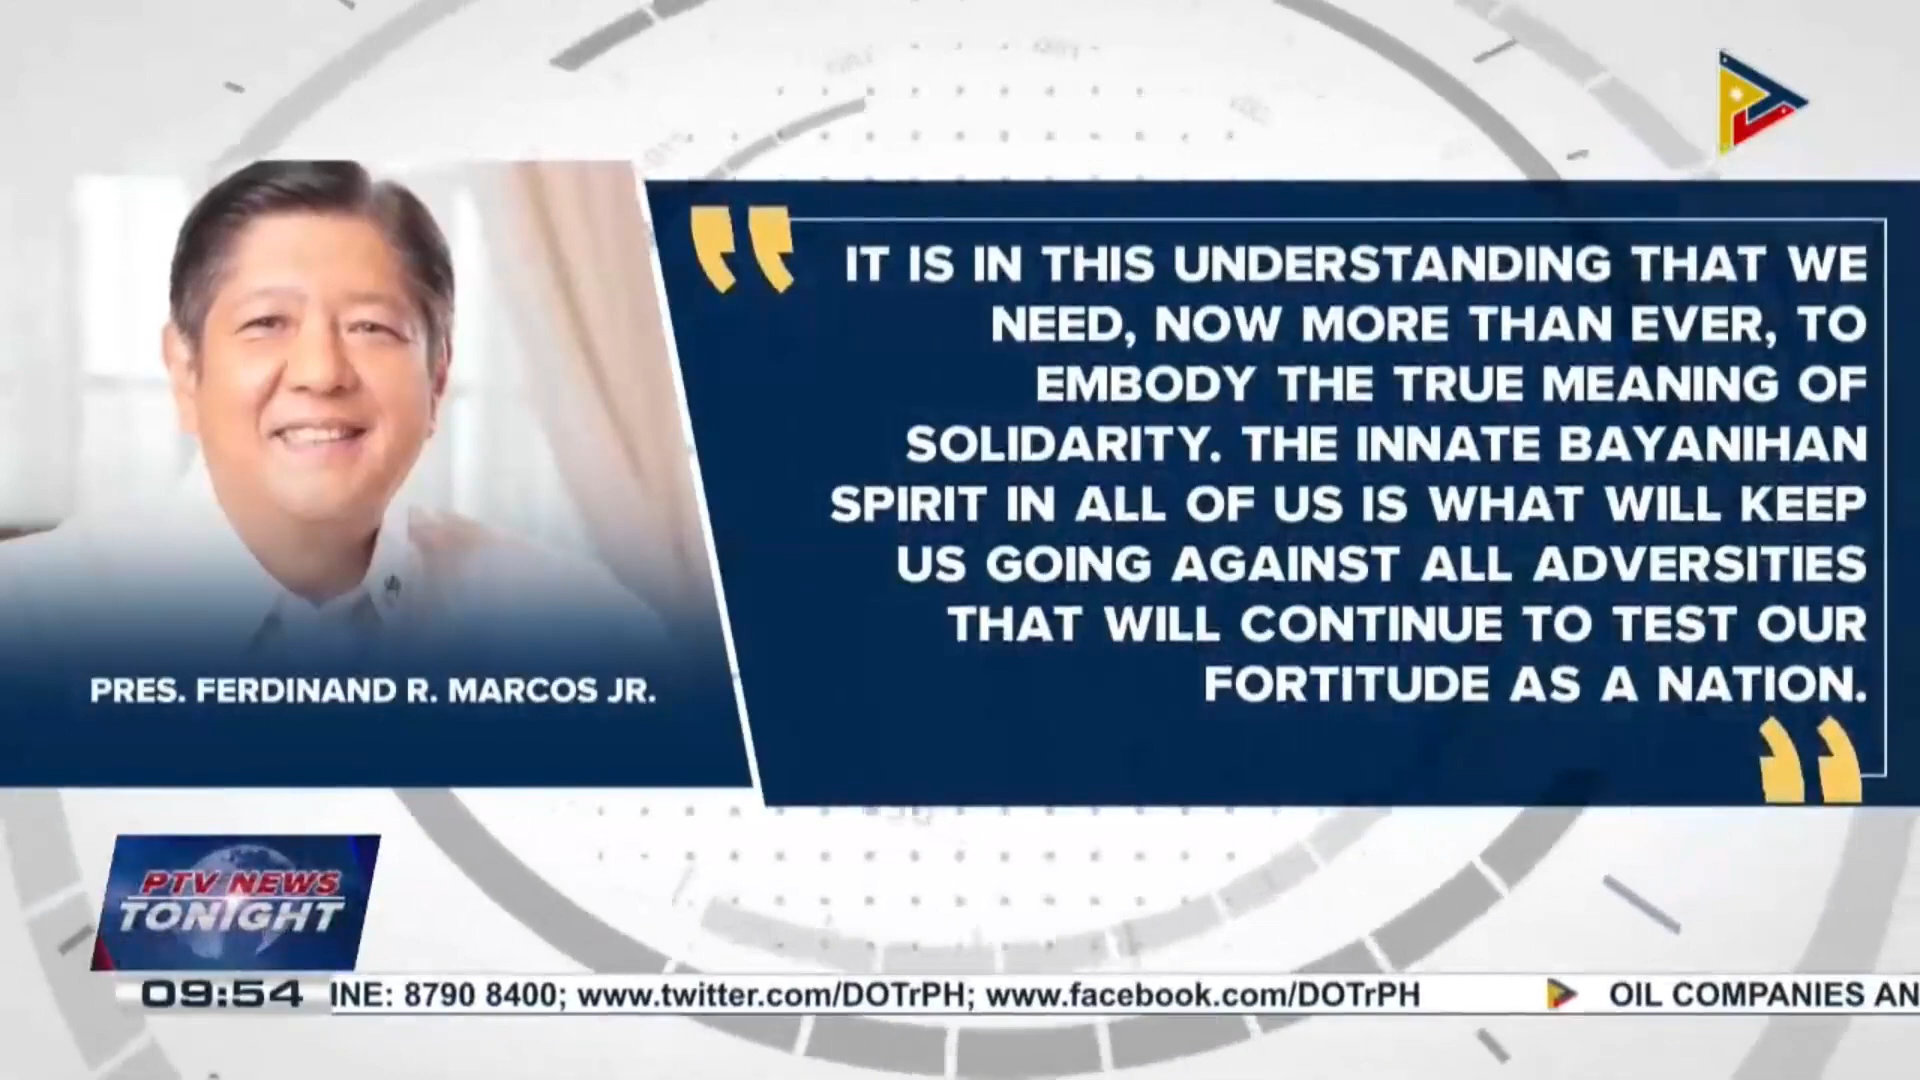 IT IS IN THIS UNDERSTANDING THAT WE
NEED, NOW MORE THAN EVER, TO
EMBODY THE TRUE MEANING OF
SOLIDARITY. THE INNATE BAYANIHAN
SPIRIT IN ALL OF US IS WHAT WILL KEEP
US GOING AGAINST ALL ADVERSITIES
THAT WILL CONTINUE TO TEST OUR
FORTITUDE AS A NATION.
PRES. FERDINAND R. MARCOS JR.
PTV NEWS
TONIGHT
09:54 INE: 8790 8400; www.twitter.com/DOTrPH; www.facebook.com/DOTrPH OIL COMPANIES AN